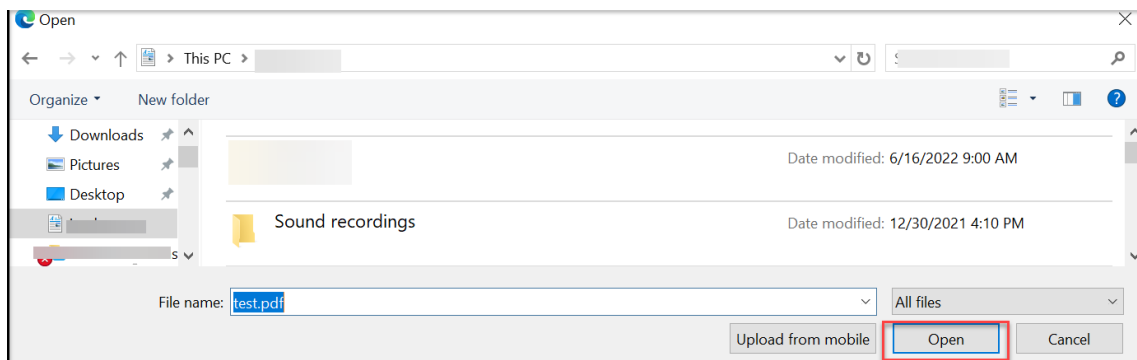 Open
This PC
Organize New folder
Downloads
Pictures
Date modified: 6/16/2022 9:00 AM
Desktop
Sound recordings
Date modified: 12/30/2021 4:10 PM
File name: test.pdf All files
Upload from mobile Open Cancel